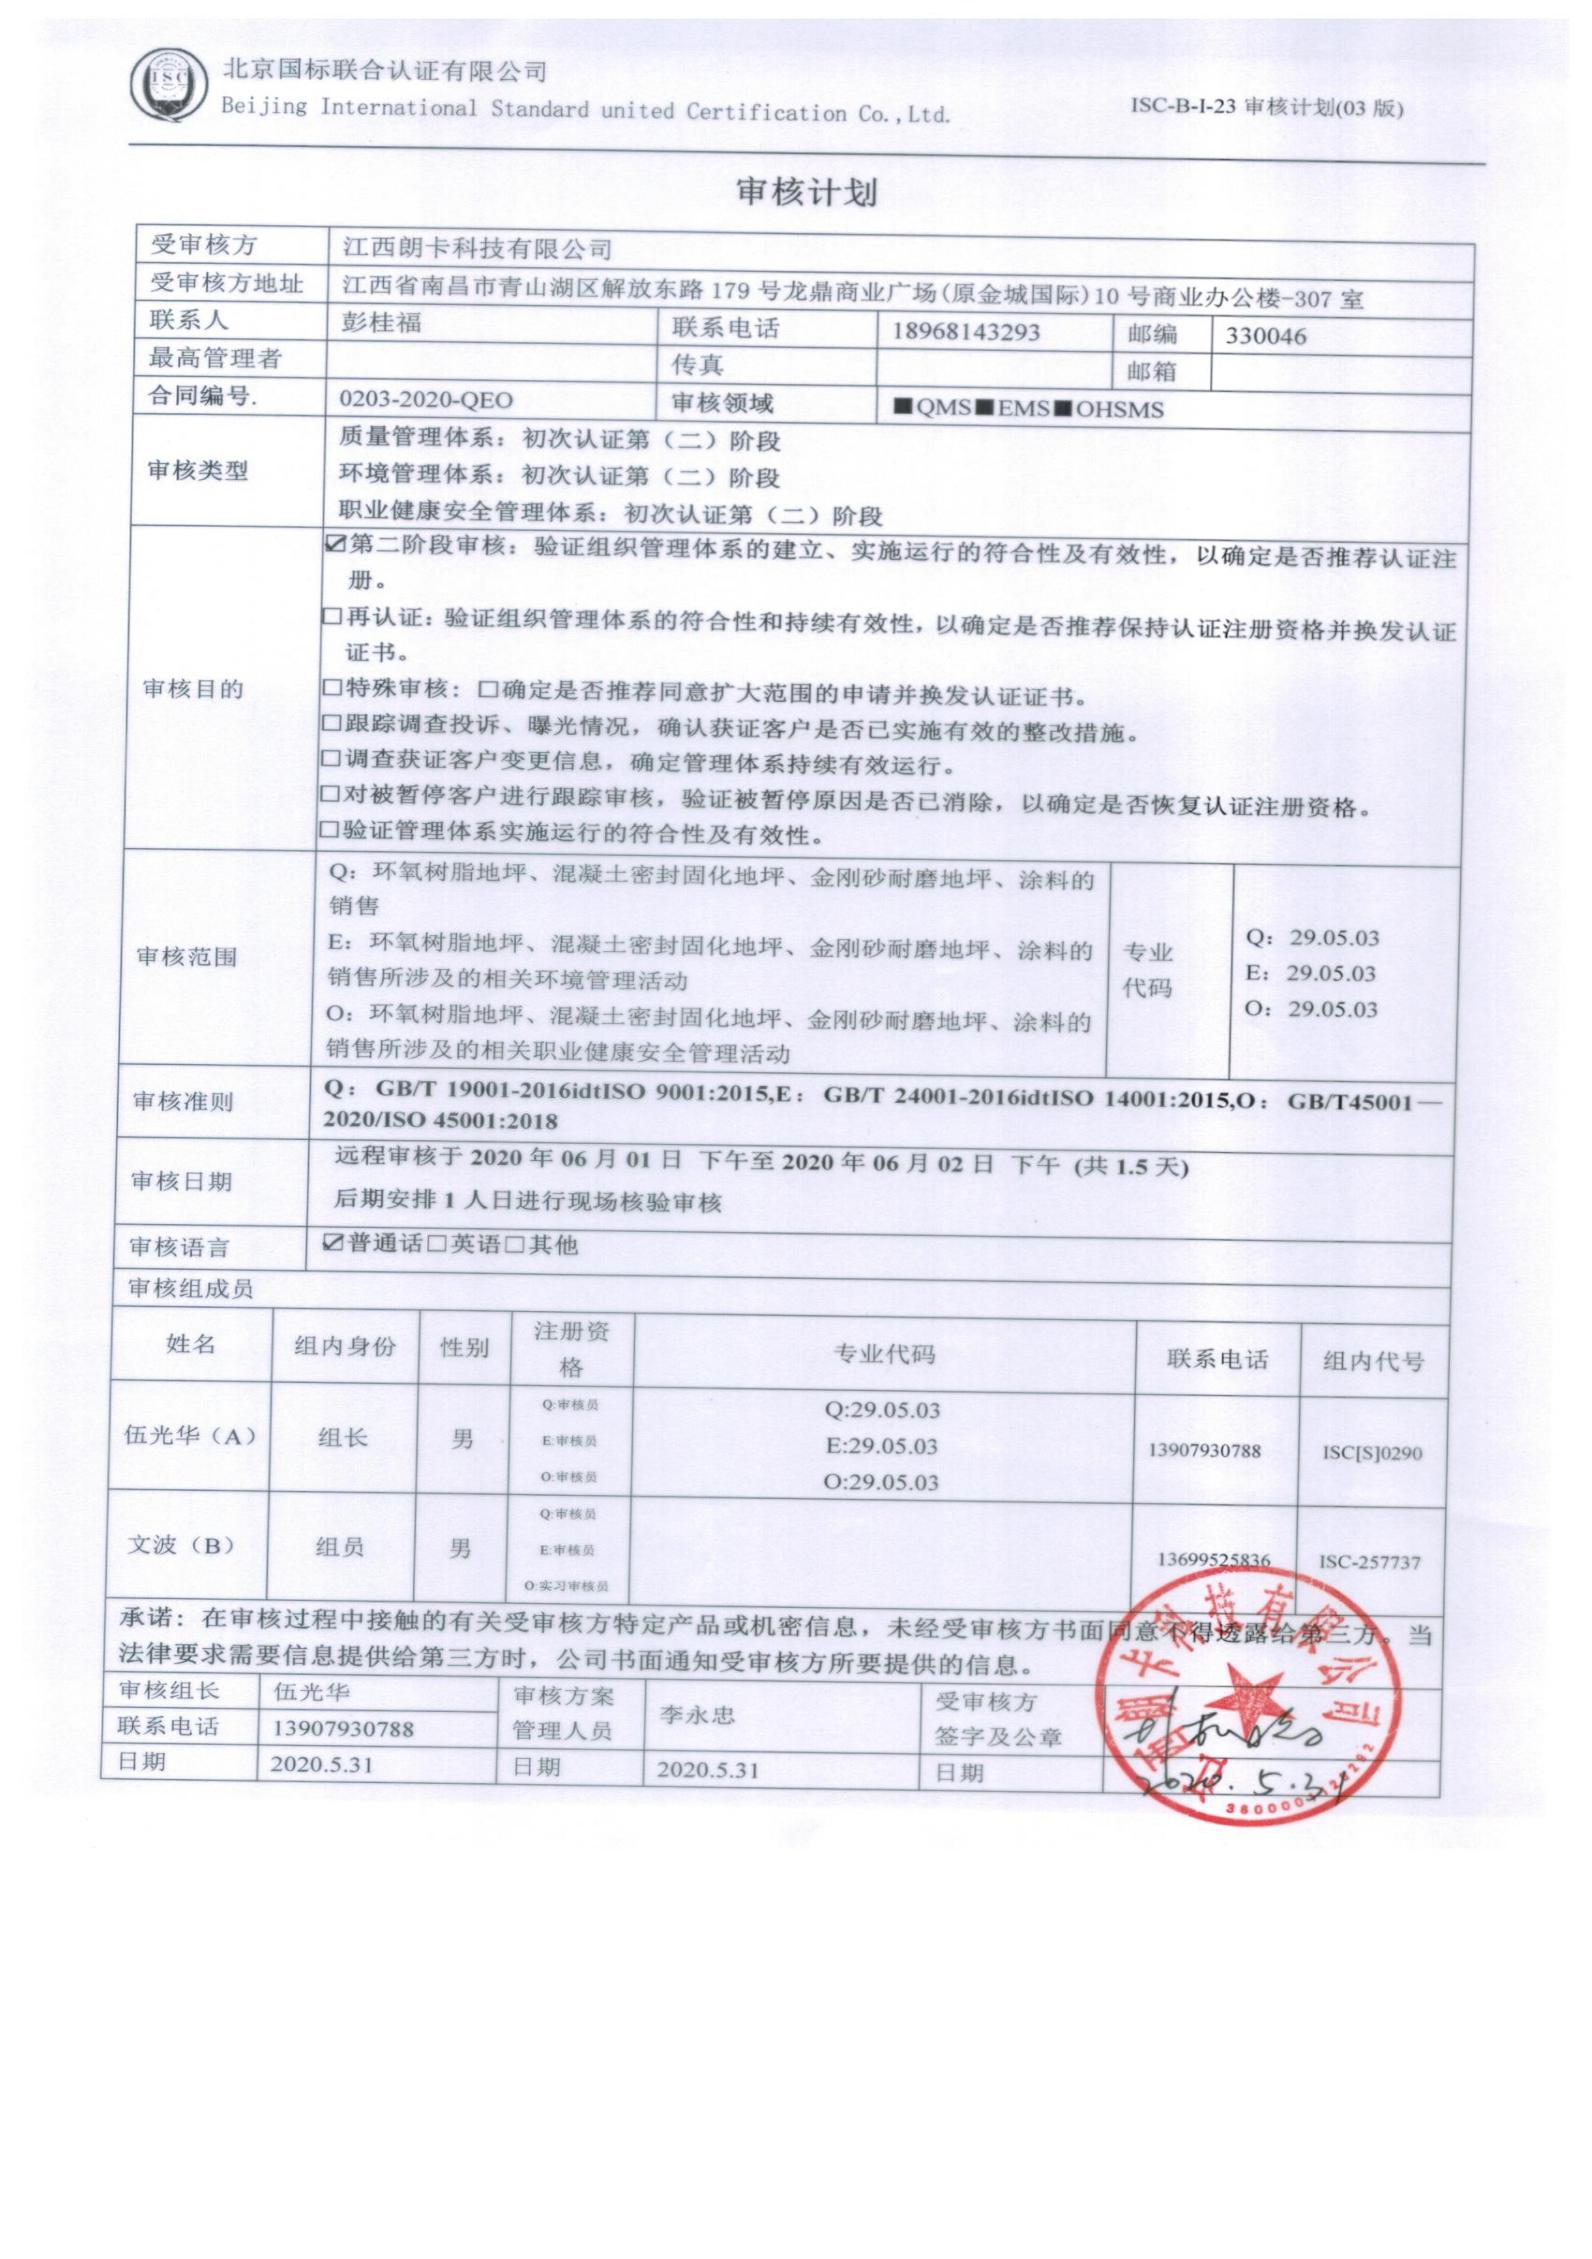 北京国标联合认证有限公司
Beijing International Standard united Certification Co.,Ltd.
ISC-B-I-23 审核计划(03 版)
审核计划
受审核方 江西朗卡科技有限公司
受审核方地址 江西省南昌市青山湖区解放东路 179 号龙鼎商业广场(原金城国际)10 号商业办公楼-307 室
联系人 彭桂福 联系电话 18968143293 邮编 330046
最高管理者 传真 邮箱
合同编号. 0203-2020-QEO 审核领域 ■QMS■EMS■OHSMS
审核类型
质量管理体系：初次认证第（二）阶段
环境管理体系：初次认证第（二）阶段
职业健康安全管理体系：初次认证第（二）阶段
审核目的
☑第二阶段审核：验证组织管理体系的建立、实施运行的符合性及有效性，以确定是否推荐认证注
册。
□再认证：验证组织管理体系的符合性和持续有效性，以确定是否推荐保持认证注册资格并换发认证
证书。
□特殊审核：□确定是否推荐同意扩大范围的申请并换发认证证书。
□跟踪调查投诉、曝光情况，确认获证客户是否已实施有效的整改措施。
□调查获证客户变更信息，确定管理体系持续有效运行。
□对被暂停客户进行跟踪审核，验证被暂停原因是否已消除，以确定是否恢复认证注册资格。
□验证管理体系实施运行的符合性及有效性。
审核范围
Q：环氧树脂地坪、混凝土密封固化地坪、金刚砂耐磨地坪、涂料的
销售
E：环氧树脂地坪、混凝土密封固化地坪、金刚砂耐磨地坪、涂料的
销售所涉及的相关环境管理活动
O：环氧树脂地坪、混凝土密封固化地坪、金刚砂耐磨地坪、涂料的
销售所涉及的相关职业健康安全管理活动
专业
代码
Q：29.05.03
E：29.05.03
O：29.05.03
审核准则
Q：GB/T 19001-2016idtISO 9001:2015,E：GB/T 24001-2016idtISO 14001:2015,O：GB/T45001—
2020/ISO 45001:2018
审核日期
远程审核于 2020 年 06 月 01 日 下午至 2020 年 06 月 02 日 下午 (共 1.5 天)
后期安排 1 人日进行现场核验审核
审核语言 ☑普通话□英语□其他
审核组成员
姓名 组内身份 性别 注册资
格 专业代码 联系电话 组内代号
伍光华（A） 组长 男
Q:审核员
E:审核员
O:审核员
Q:29.05.03
E:29.05.03
O:29.05.03
13907930788 ISC[S]0290
文波（B） 组员 男
Q:审核员
E:审核员
O:实习审核员
13699525836 ISC-257737
承诺：在审核过程中接触的有关受审核方特定产品或机密信息，未经受审核方书面同意不得透露给第三方。当
法律要求需要信息提供给第三方时，公司书面通知受审核方所要提供的信息。
审核组长 伍光华
联系电话 13907930788
审核方案
管理人员
李永忠
受审核方
签字及公章
日期 2020.5.31 日期 2020.5.31 日期 2020.5.31
江西朗卡科技有限公司